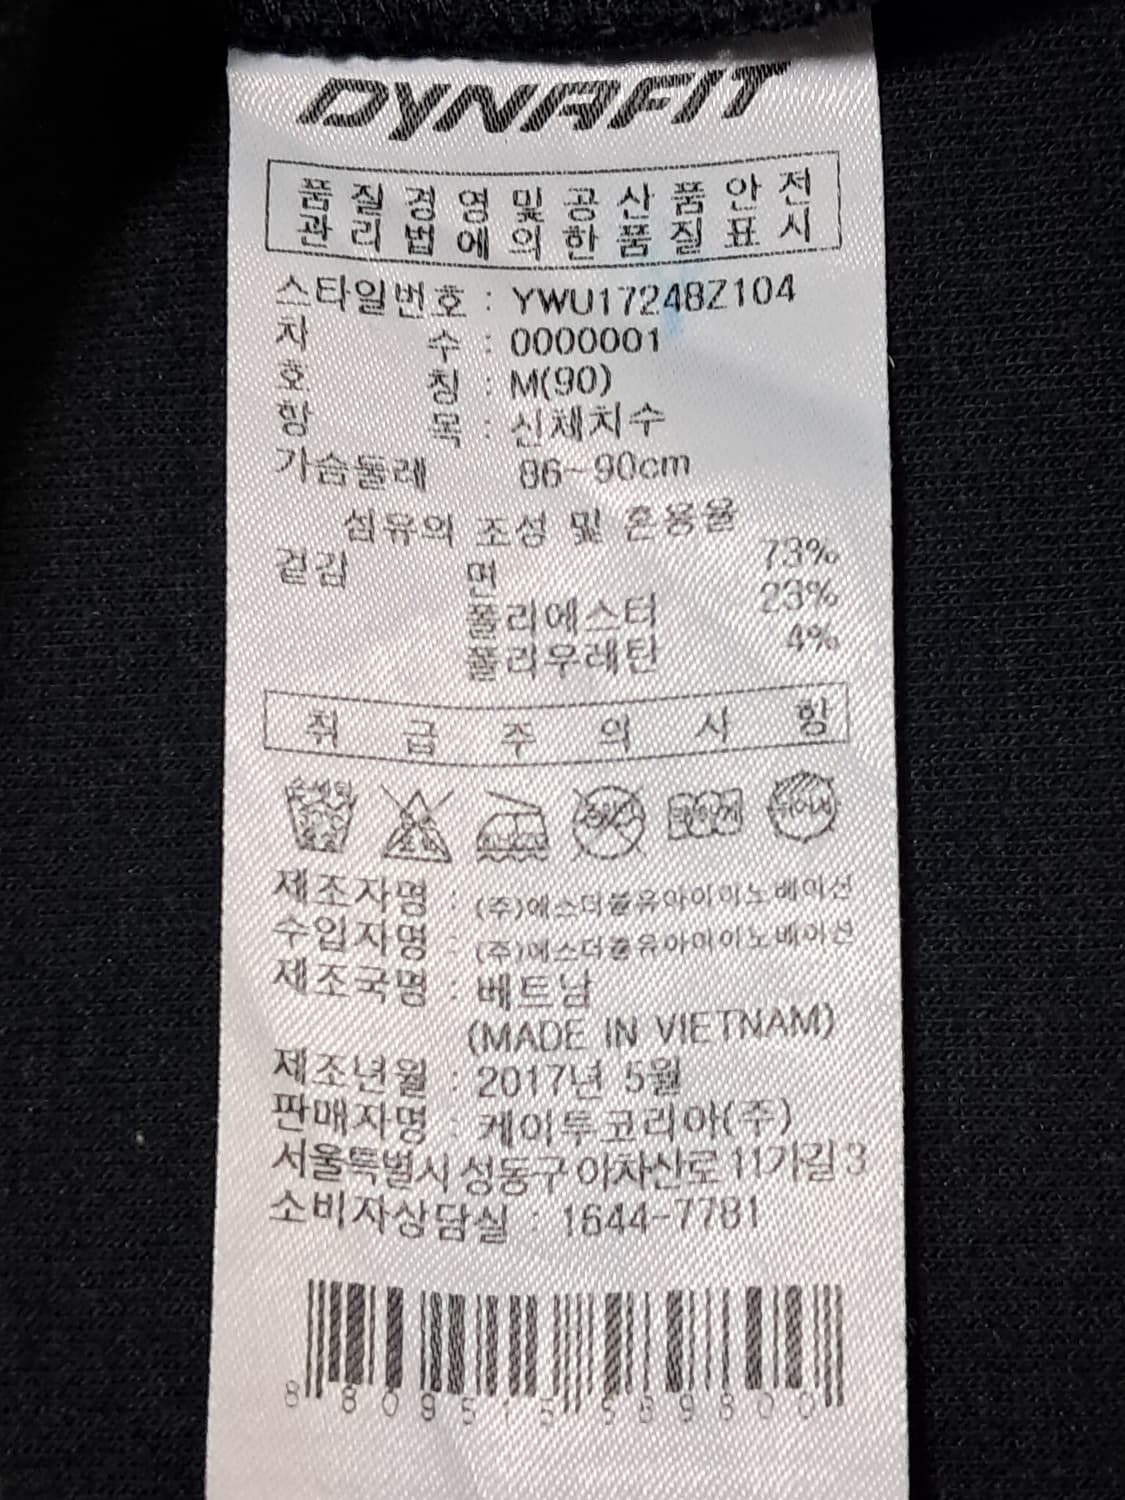 DYNAFIT
품질경영및공산품안전
관리법에의한품질표시
스타일번호 : YWU17248Z104
차수 : 0000001
호칭 : M(90)
항목 : 신체치수
가슴둘레 86~90cm
섬유의 조성 및 혼용율
겉감 면 73%
폴리에스터 23%
폴리우레탄 4%
취급주의사항
제조자명 : (주)에스더블유아이이노베이션
수입자명 : (주)에스더블유아이이노베이션
제조국명 : 베트남
(MADE IN VIETNAM)
제조년월 : 2017년 5월
판매자명 : 케이투코리아(주)
서울특별시 성동구 아차산로 11가길 3
소비자상담실 : 1644-7781